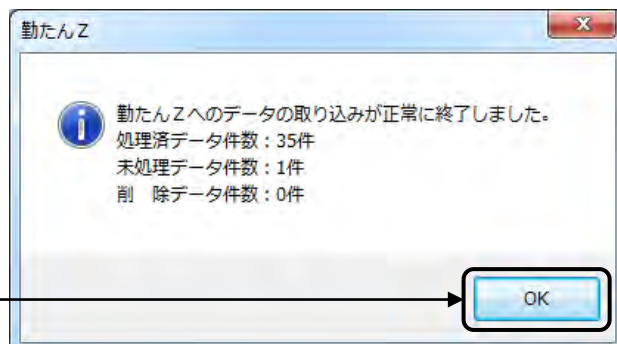 勤たんＺ
勤たんＺへのデータの取り込みが正常に終了しました。
処理済データ件数：35件
未処理データ件数：1件
削　除データ件数：0件
OK